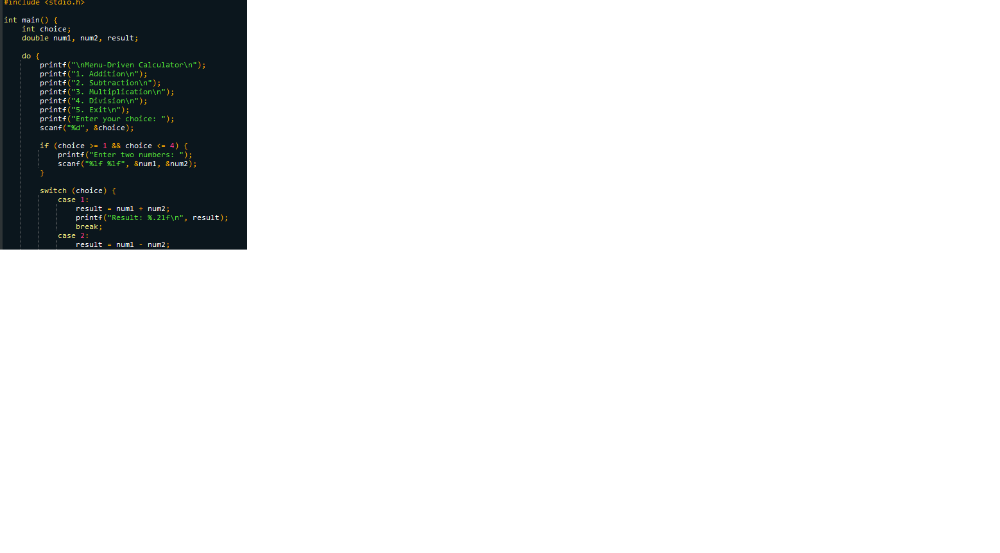 #include <stdio.h>
int main() {
int choice;
double num1, num2, result;
do {
printf("\nMenu-Driven Calculator\n");
printf("1. Addition\n");
printf("2. Subtraction\n");
printf("3. Multiplication\n");
printf("4. Division\n");
printf("5. Exit\n");
printf("Enter your choice: ");
scanf("%d", &choice);
if (choice >= 1 && choice <= 4) {
printf("Enter two numbers: ");
scanf("%lf %lf", &num1, &num2);
}
switch (choice) {
case 1:
result = num1 + num2;
printf("Result: %.2lf\n", result);
break;
case 2:
result = num1 - num2;